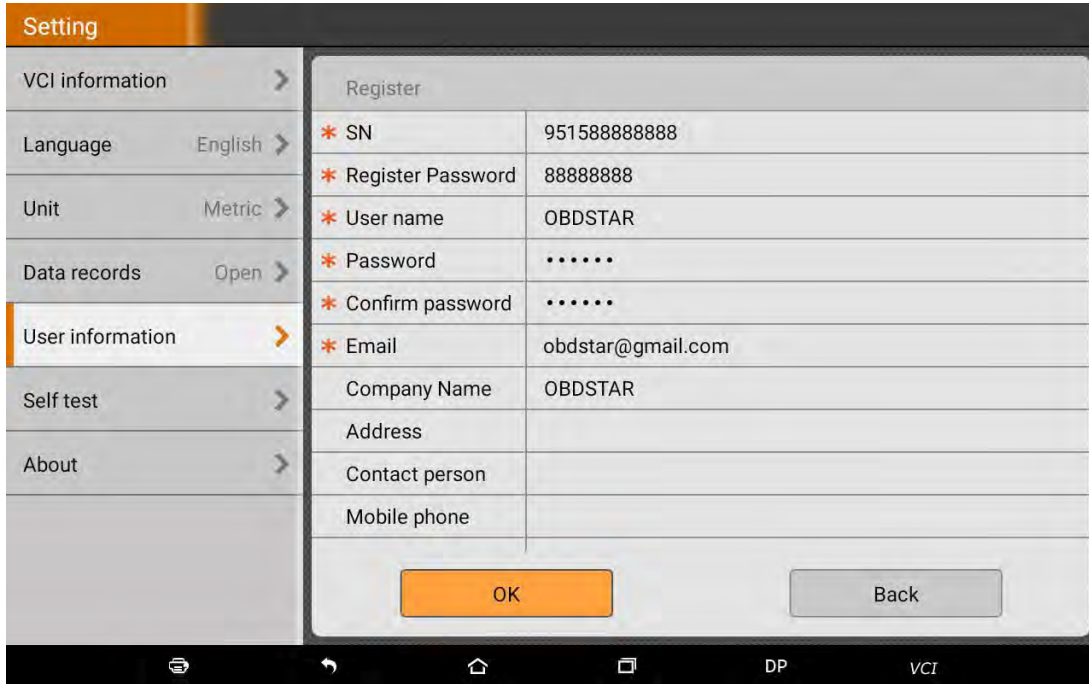 Setting
VCI information
Language English
Unit Metric
Data records Open
User information
Self test
About
Register
* SN 951588888888
* Register Password 88888888
* User name OBDSTAR
* Password ••••••
* Confirm password ••••••
* Email obdstar@gmail.com
Company Name OBDSTAR
Address
Contact person
Mobile phone
OK Back
DP VCI